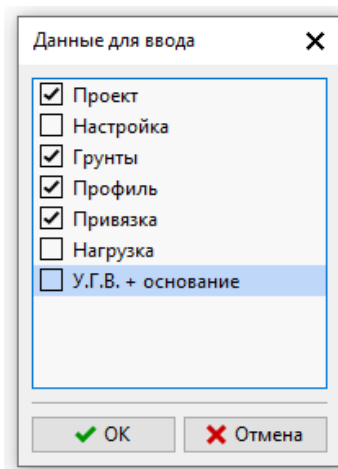 Данные для ввода
Проект
Настройка
Грунты
Профиль
Привязка
Нагрузка
У.Г.В. + основание
OK
Отмена